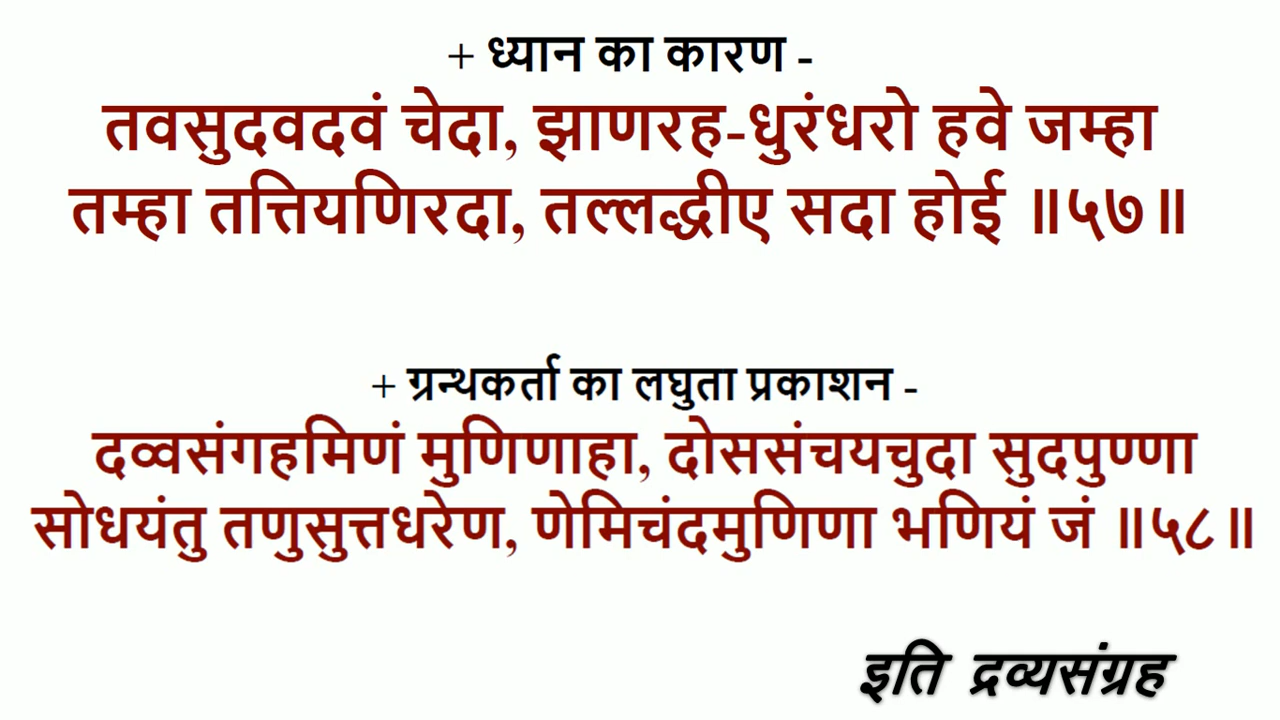 + ध्यान का कारण -
तवसुदवदवं चेदा, झाणरह-धुरंधरो हवे जम्हा
तम्हा तत्तियणिरदा, तल्लद्धीए सदा होई ॥५७॥
+ ग्रन्थकर्ता का लघुता प्रकाशन -
दव्वसंगहमिणं मुणिणाहा, दोससंचयचुदा सुदपुण्णा
सोधयंतु तणुसुत्तधरेण, णेमिचंदमुणिणा भणियं जं ॥५८॥
इति द्रव्यसंग्रह